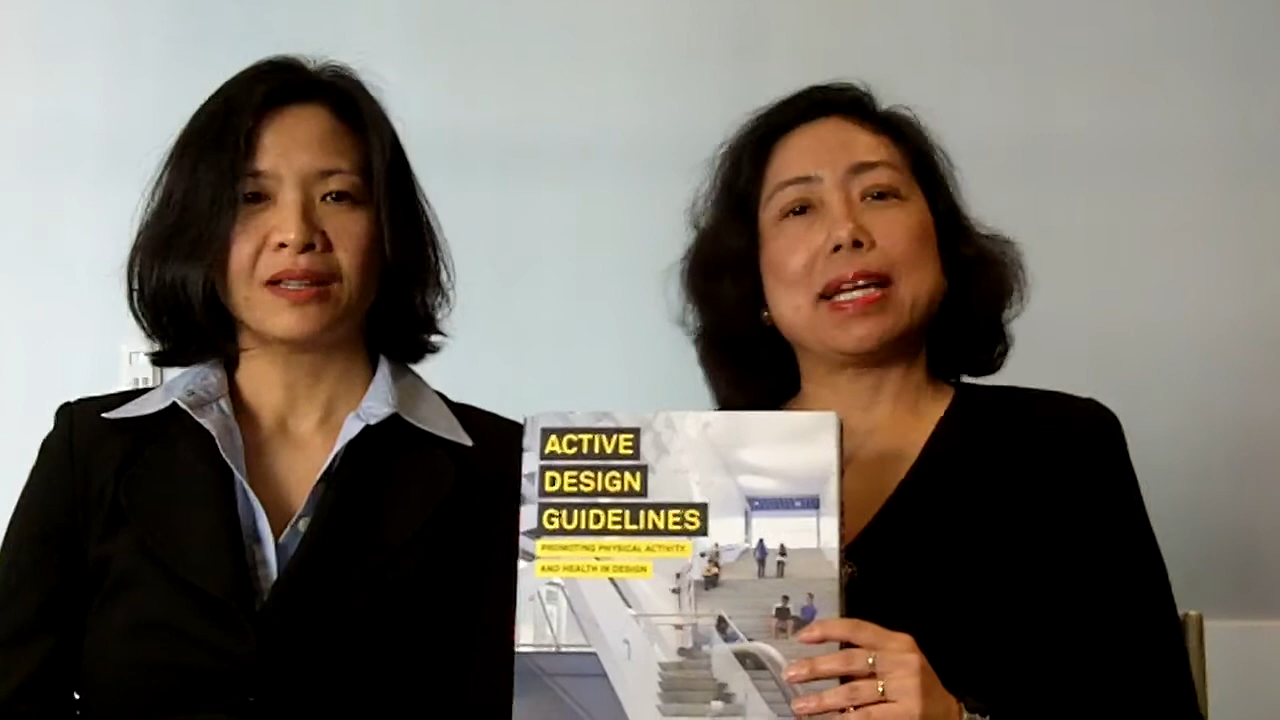 ACTIVE
DESIGN
GUIDELINES
PROMOTING PHYSICAL ACTIVITY
AND HEALTH IN DESIGN